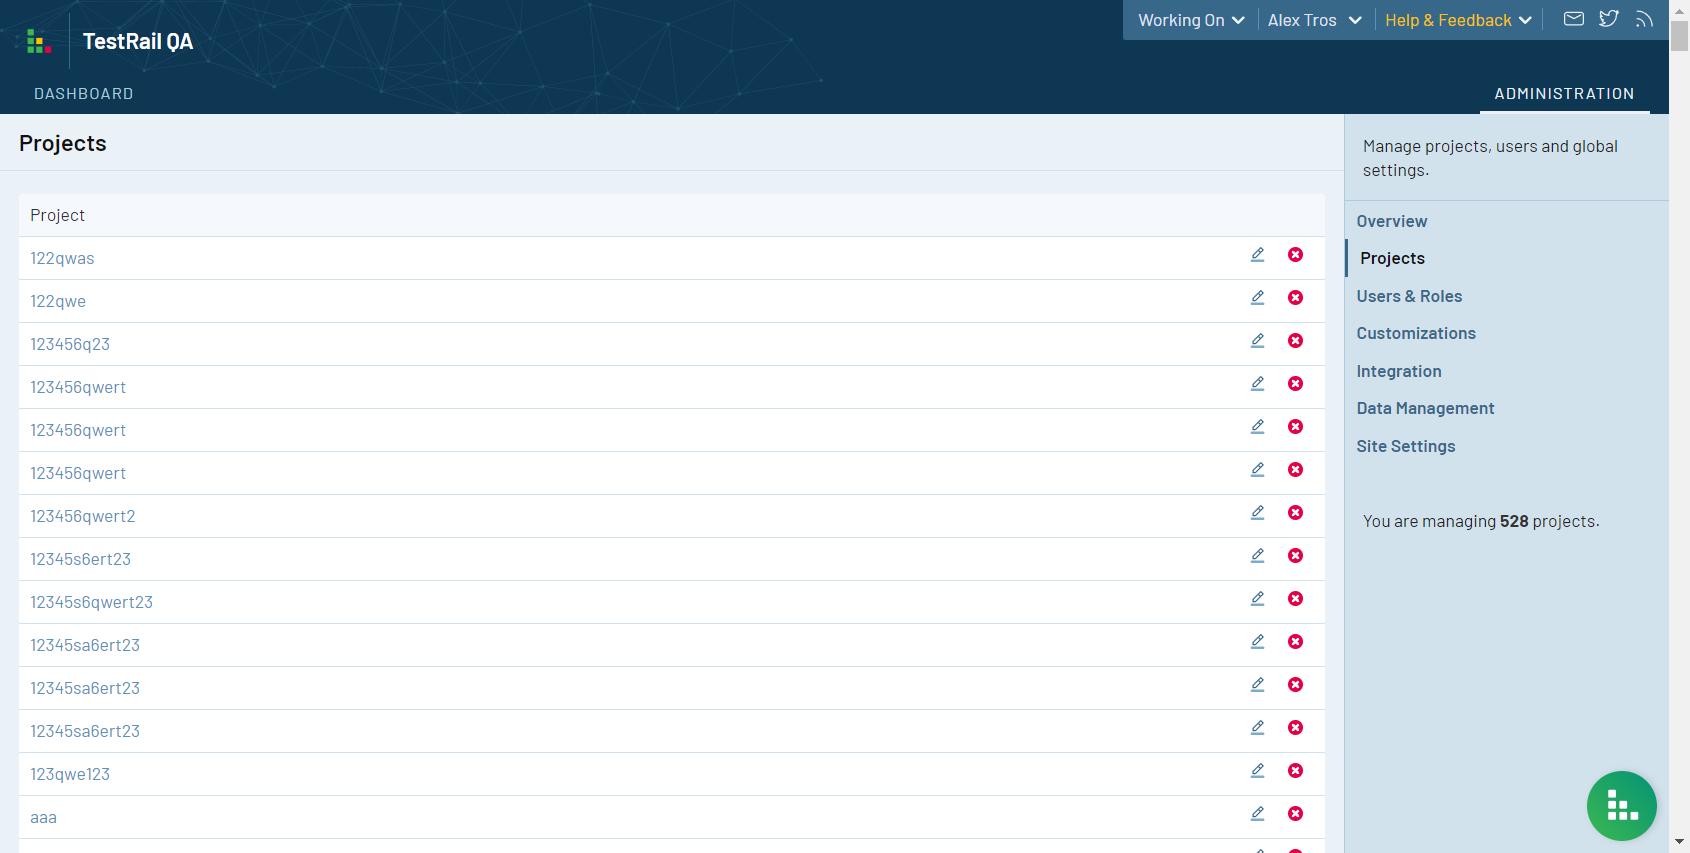 TestRail QA
Working On
Alex Tros
Help & Feedback
DASHBOARD
ADMINISTRATION
Projects
Project
122qwas
122qwe
123456q23
123456qwert
123456qwert
123456qwert
123456qwert2
12345s6ert23
12345s6qwert23
12345sa6ert23
12345sa6ert23
12345sa6ert23
123qwe123
aaa
Manage projects, users and global
settings.
Overview
Projects
Users & Roles
Customizations
Integration
Data Management
Site Settings
You are managing 528 projects.